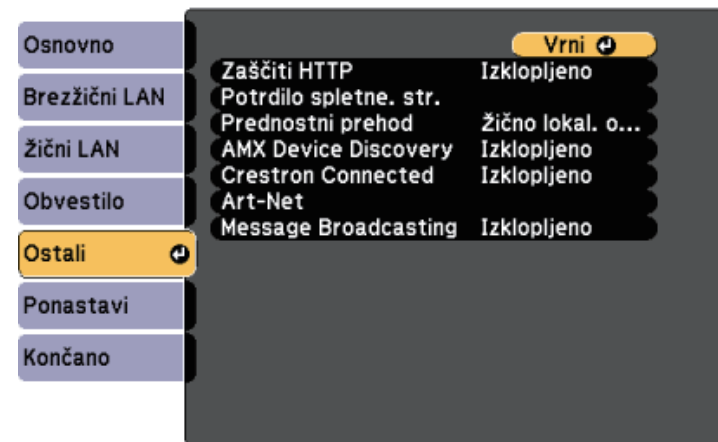 Osnovno
Brezžični LAN
Žični LAN
Obvestilo
Ostali
Ponastavi
Končano
Vrni
Zaščiti HTTP Izklopljeno
Potrdilo spletne. str.
Prednostni prehod Žično lokal. o...
AMX Device Discovery Izklopljeno
Crestron Connected Izklopljeno
Art-Net
Message Broadcasting Izklopljeno